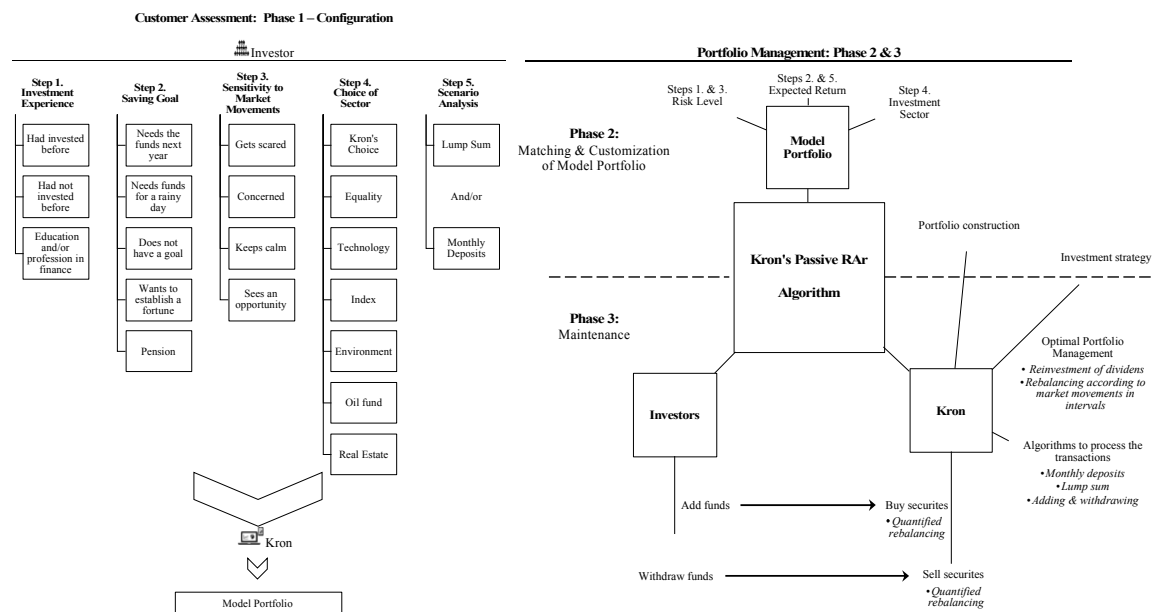 Customer Assessment: Phase 1 – Configuration
Investor
Step 1.
Investment
Experience
Had invested
before
Had not
invested
before
Education
and/or
profession in
finance
Step 2.
Saving Goal
Needs the
funds next
year
Needs funds
for a rainy
day
Does not
have a goal
Wants to
establish a
fortune
Pension
Step 3.
Sensitivity to
Market
Movements
Gets scared
Concerned
Keeps calm
Sees an
opportunity
Step 4.
Choice of
Sector
Kron's
Choice
Equality
Technology
Index
Environment
Oil fund
Real Estate
Step 5.
Scenario
Analysis
Lump Sum
And/or
Monthly
Deposits
Kron
Model Portfolio
Portfolio Management: Phase 2 & 3
Steps 1. & 3.
Risk Level
Steps 2. & 5.
Expected Return
Step 4.
Investment
Sector
Phase 2:
Matching & Customization
of Model Portfolio
Model
Portfolio
Kron's Passive RAr
Algorithm
Portfolio construction
Investment strategy
Phase 3:
Maintenance
Investors
Kron
Optimal Portfolio
Management
• Reinvestment of dividens
• Rebalancing according to
market movements in
intervals
Algorithms to process the
transactions
• Monthly deposits
• Lump sum
• Adding & withdrawing
Add funds
Buy securites
• Quantified
rebalancing
Withdraw funds
Sell securites
• Quantified
rebalancing